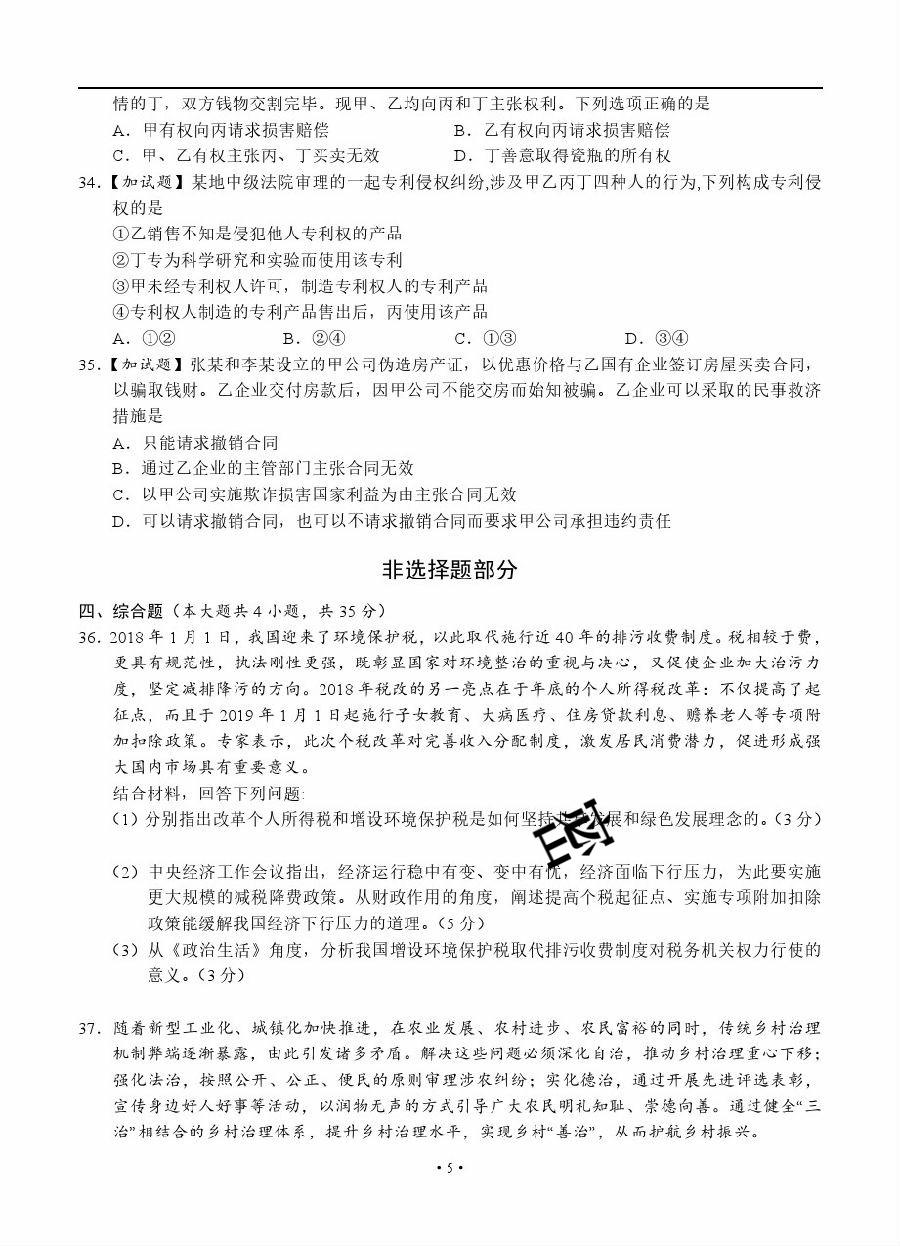 情的丁，双方钱物交割完毕。现甲、乙均向丙和丁主张权利。下列选项正确的是
A．甲有权向丙请求损害赔偿 B．乙有权向丙请求损害赔偿
C．甲、乙有权主张丙、丁买卖无效 D．丁善意取得瓷瓶的所有权
34．【加试题】某地中级法院审理的一起专利侵权纠纷,涉及甲乙丙丁四种人的行为,下列构成专利侵
权的是
①乙销售不知是侵犯他人专利权的产品
②丁专为科学研究和实验而使用该专利
③甲未经专利权人许可，制造专利权人的专利产品
④专利权人制造的专利产品售出后，丙使用该产品
A．①② B．②④ C．①③ D．③④
35．【加试题】张某和李某设立的甲公司伪造房产证，以优惠价格与乙国有企业签订房屋买卖合同，
以骗取钱财。乙企业交付房款后，因甲公司不能交房而始知被骗。乙企业可以采取的民事救济
措施是
A．只能请求撤销合同
B．通过乙企业的主管部门主张合同无效
C．以甲公司实施欺诈损害国家利益为由主张合同无效
D．可以请求撤销合同，也可以不请求撤销合同而要求甲公司承担违约责任
非选择题部分
四、综合题（本大题共 4 小题，共 35 分）
36．2018 年 1 月 1 日，我国迎来了环境保护税，以此取代施行近 40 年的排污收费制度。税相较于费，
更具有规范性，执法刚性更强，既彰显国家对环境整治的重视与决心，又促使企业加大治污力
度，坚定减排降污的方向。2018 年税改的另一亮点在于年底的个人所得税改革：不仅提高了起
征点，而且于 2019 年 1 月 1 日起施行子女教育、大病医疗、住房贷款利息、赡养老人等专项附
加扣除政策。专家表示，此次个税改革对完善收入分配制度，激发居民消费潜力，促进形成强
大国内市场具有重要意义。
结合材料，回答下列问题:
（1）分别指出改革个人所得税和增设环境保护税是如何坚持共享发展和绿色发展理念的。（3 分）
（2）中央经济工作会议指出，经济运行稳中有变、变中有忧，经济面临下行压力，为此要实施
更大规模的减税降费政策。从财政作用的角度，阐述提高个税起征点、实施专项附加扣除
政策能缓解我国经济下行压力的道理。（5 分）
（3）从《政治生活》角度，分析我国增设环境保护税取代排污收费制度对税务机关权力行使的
意义。（3 分）
37．随着新型工业化、城镇化加快推进，在农业发展、农村进步、农民富裕的同时，传统乡村治理
机制弊端逐渐暴露，由此引发诸多矛盾。解决这些问题必须深化自治，推动乡村治理重心下移；
强化法治，按照公开、公正、便民的原则审理涉农纠纷；实化德治，通过开展先进评选表彰，
宣传身边好人好事等活动，以润物无声的方式引导广大农民明礼知耻、崇德向善。通过健全“三
治”相结合的乡村治理体系，提升乡村治理水平，实现乡村“善治”，从而护航乡村振兴。
• 5 •